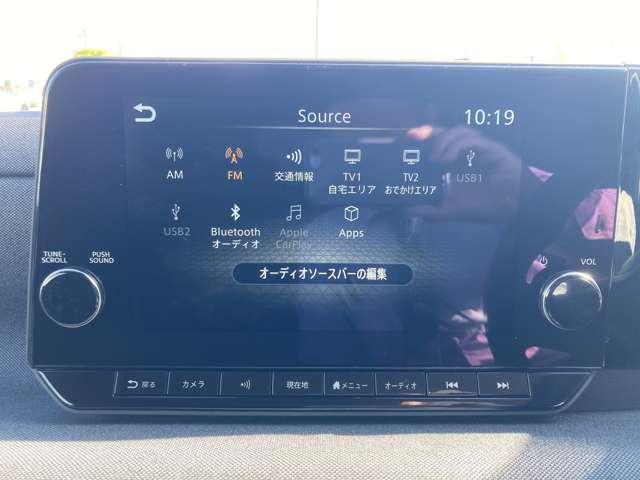 Source
10:19
AM
FM
交通情報
TV1
自宅エリア
TV2
おでかけエリア
USB1
USB2
Bluetooth
オーディオ
Apple
CarPlay
Apps
オーディオソースバーの編集
TUNE・
SCROLL
PUSH
SOUND
VOL
戻る
カメラ
現在地
メニュー
オーディオ